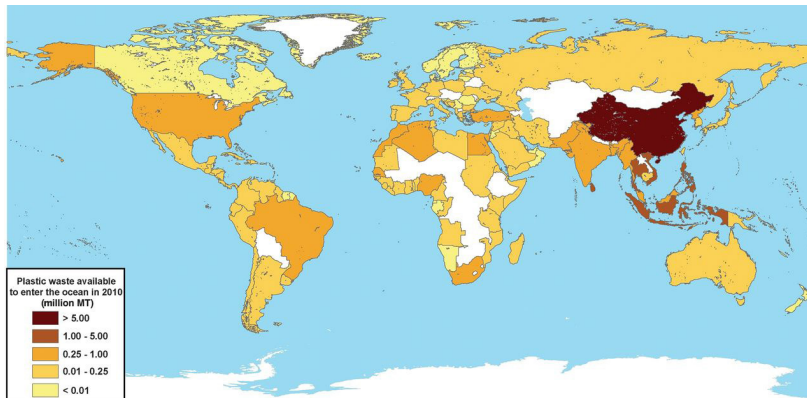 Plastic waste available
to enter the ocean in 2010
(million MT)
> 5.00
1.00 - 5.00
0.25 - 1.00
0.01 - 0.25
< 0.01